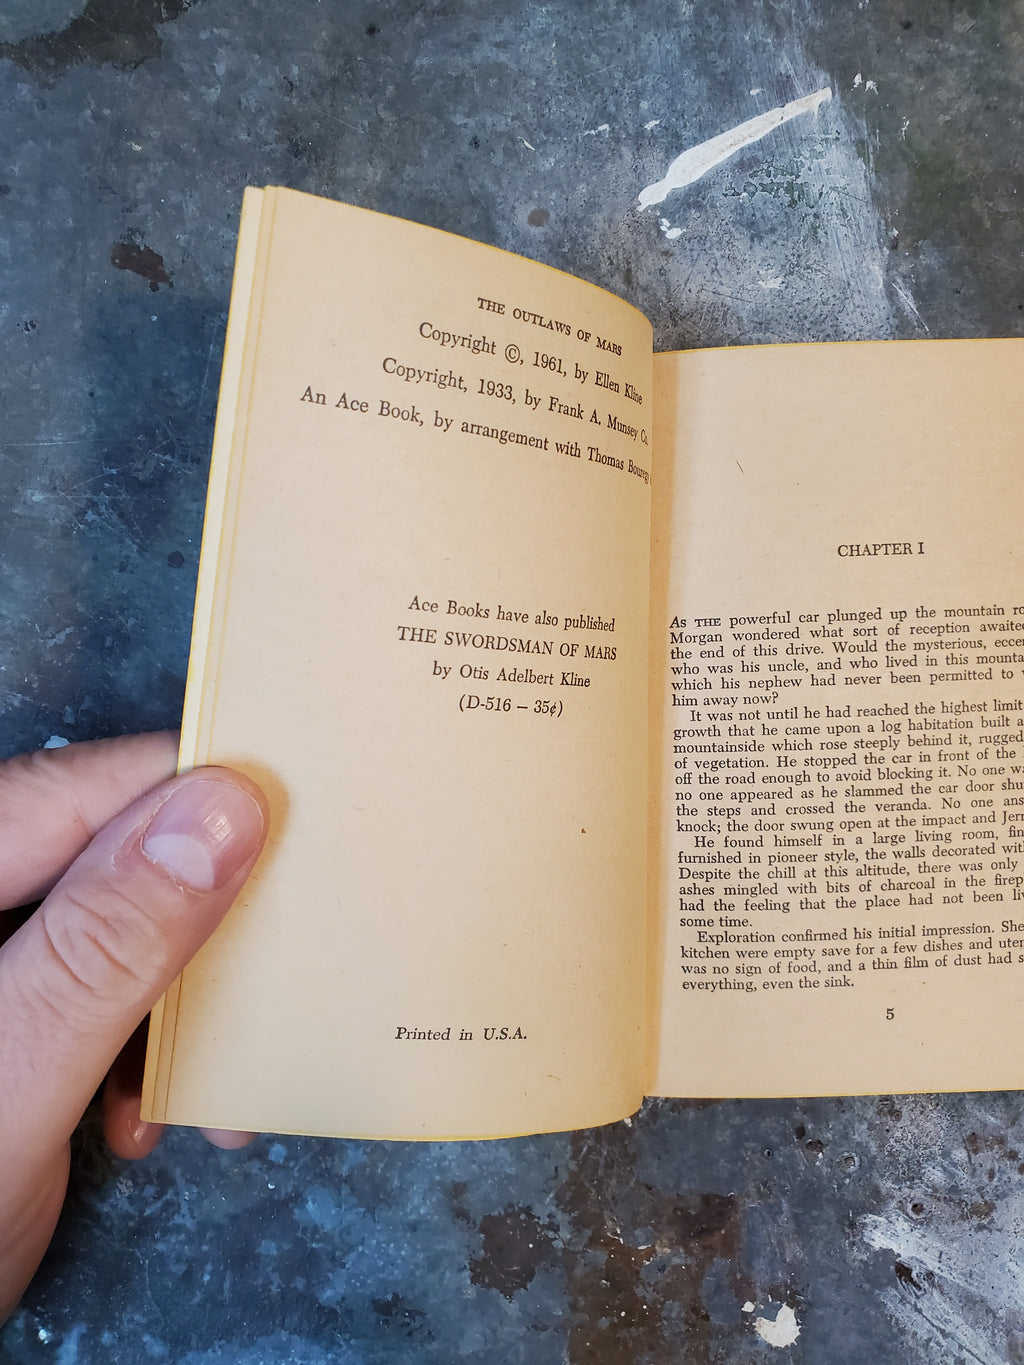 THE OUTLAWS OF MARS
Copyright ©, 1961, by Ellen Kline
Copyright, 1933, by Frank A. Munsey Co.
An Ace Book, by arrangement with Thomas
Ace Books have also published
THE SWORDSMAN OF MARS
by Otis Adelbert Kline
(D-516 – 35¢)
Printed in U.S.A.
CHAPTER I
As the powerful car plunged up the mountain
Morgan wondered what sort of reception
the end of this drive. Would the mysterious,
who was his uncle, and who lived in this
which his nephew had never been permitted to
him away now?
It was not until he had reached the highest limit
growth that he came upon a log habitation built
mountainside which rose steeply behind it,
of vegetation. He stopped the car in front of the
off the road enough to avoid blocking it. No one
no one appeared as he slammed the car door
the steps and crossed the veranda. No one
knock; the door swung open at the impact and
He found himself in a large living room,
furnished in pioneer style, the walls decorated
Despite the chill at this altitude, there was only
ashes mingled with bits of charcoal in the
had the feeling that the place had not been
some time.
Exploration confirmed his initial impression.
kitchen were empty save for a few dishes and
was no sign of food, and a thin film of dust had
everything, even the sink.
5